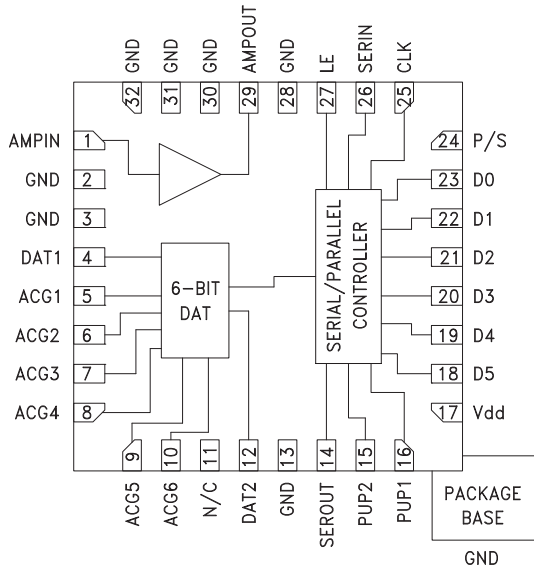 GND
GND
GND
AMPOUT
GND
LE
SERIN
CLK
32
31
30
29
28
27
26
25
AMPIN 1
GND 2
GND 3
DAT1 4
ACG1 5
ACG2 6
ACG3 7
ACG4 8
6-BIT
DAT
SERIAL/PARALLEL
CONTROLLER
24 P/S
23 D0
22 D1
21 D2
20 D3
19 D4
18 D5
17 Vdd
9
10
11
12
13
14
15
16
ACG5
ACG6
N/C
DAT2
GND
SEROUT
PUP2
PUP1
PACKAGE
BASE
GND